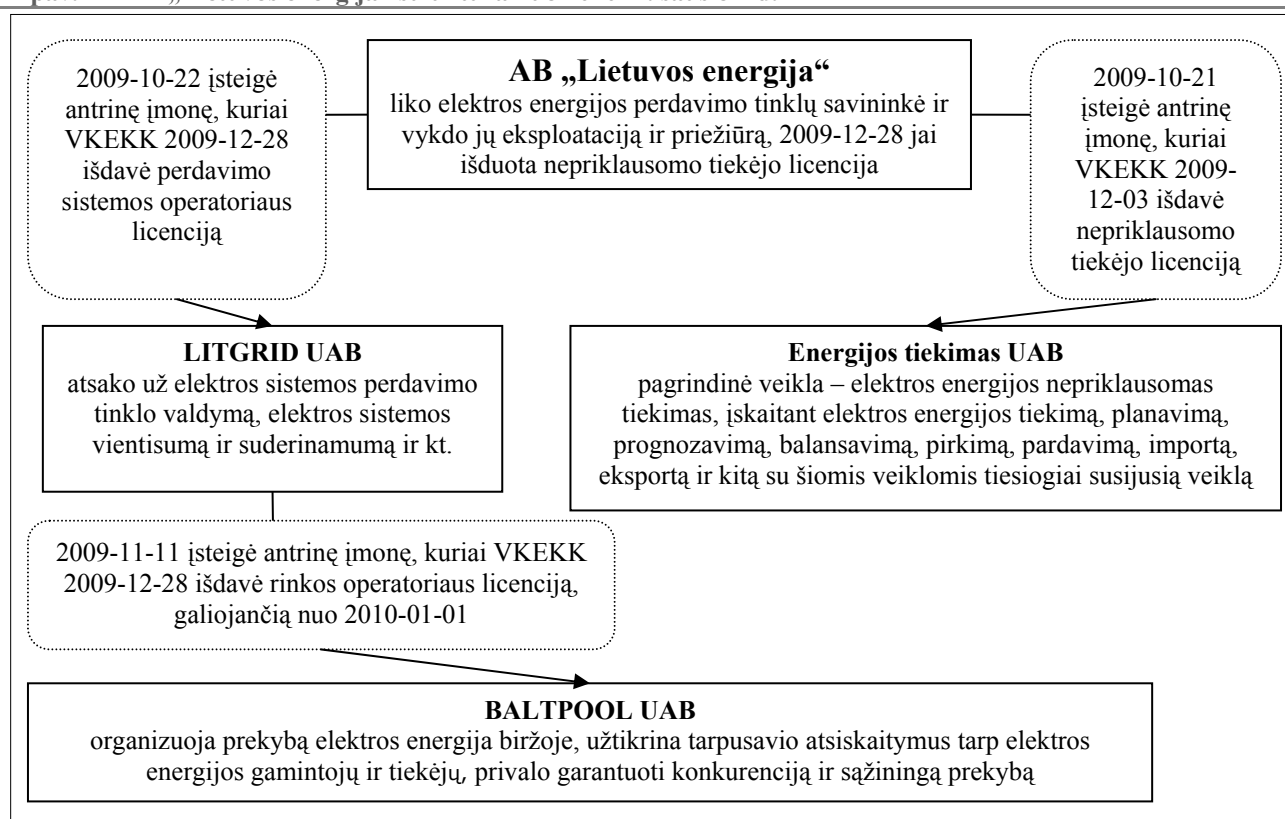 2009-10-22 įsteigė
antrinę įmonę, kuriai
VKEKK 2009-12-28
išdavė perdavimo
sistemos operatoriaus
licenciją
AB „Lietuvos energija“
liko elektros energijos perdavimo tinklų savininkė ir
vykdo jų eksploataciją ir priežiūrą, 2009-12-28 jai
išduota nepriklausomo tiekėjo licencija
2009-10-21
įsteigė antrinę
įmonę, kuriai
VKEKK 2009-
12-03 išdavė
nepriklausomo
tiekėjo licenciją
LITGRID UAB
atsako už elektros sistemos perdavimo
tinklo valdymą, elektros sistemos
vientisumą ir suderinamumą ir kt.
Energijos tiekimas UAB
pagrindinė veikla – elektros energijos nepriklausomas
tiekimas, įskaitant elektros energijos tiekimą, planavimą,
prognozavimą, balansavimą, pirkimą, pardavimą, importą,
eksportą ir kitą su šiomis veiklomis tiesiogiai susijusią veiklą
2009-11-11 įsteigė antrinę įmonę, kuriai VKEKK
2009-12-28 išdavė rinkos operatoriaus licenciją,
galiojančią nuo 2010-01-01
BALTPOOL UAB
organizuoja prekybą elektros energija biržoje, užtikrina tarpusavio atsiskaitymus tarp elektros
energijos gamintojų ir tiekėjų, privalo garantuoti konkurenciją ir sąžiningą prekybą